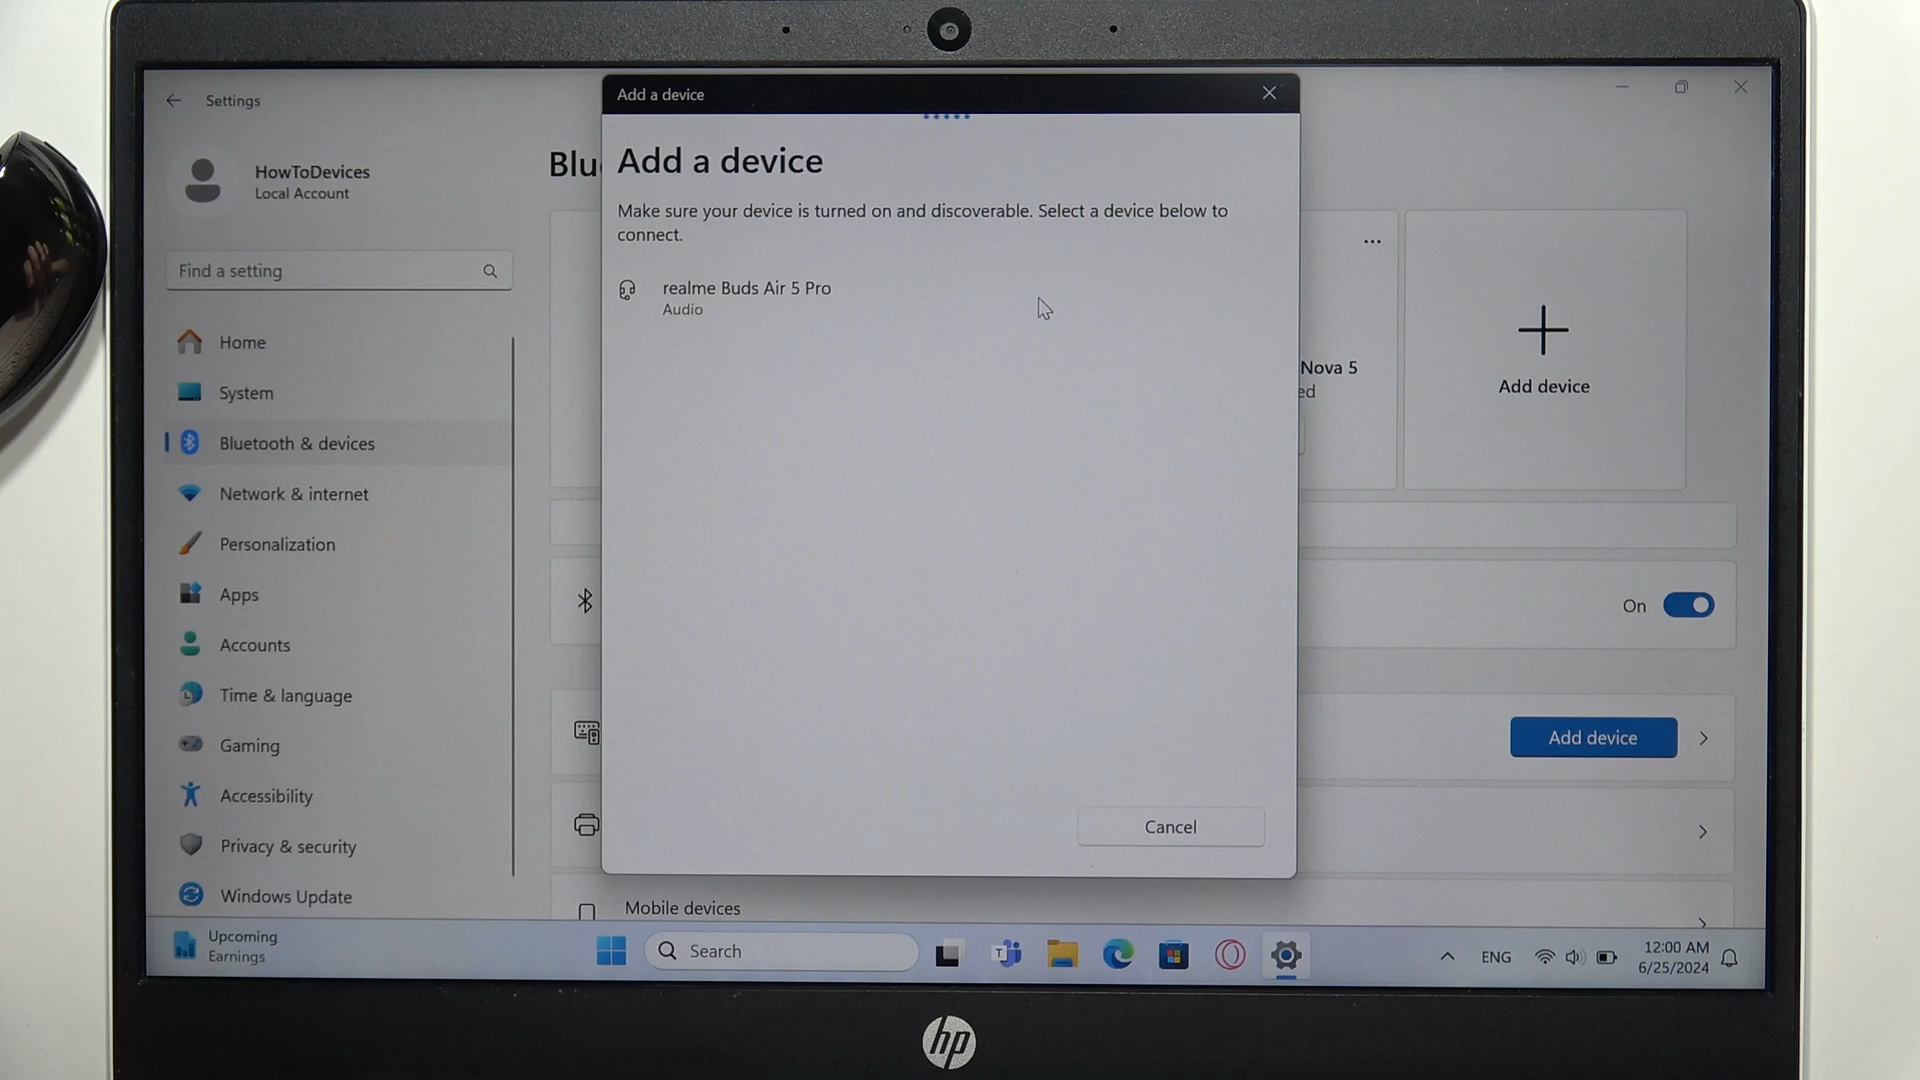 Settings
HowToDevices
Local Account
Find a setting
Home
System
Bluetooth & devices
Network & internet
Personalization
Apps
Accounts
Time & language
Gaming
Accessibility
Privacy & security
Windows Update
Blu
Add a device
Add a device
Make sure your device is turned on and discoverable. Select a device below to
connect.
realme Buds Air 5 Pro
Audio
Cancel
Nova 5
ed
Add device
On
Add device
Mobile devices
Upcoming
Earnings
Search
ENG
12:00 AM
6/25/2024
hp